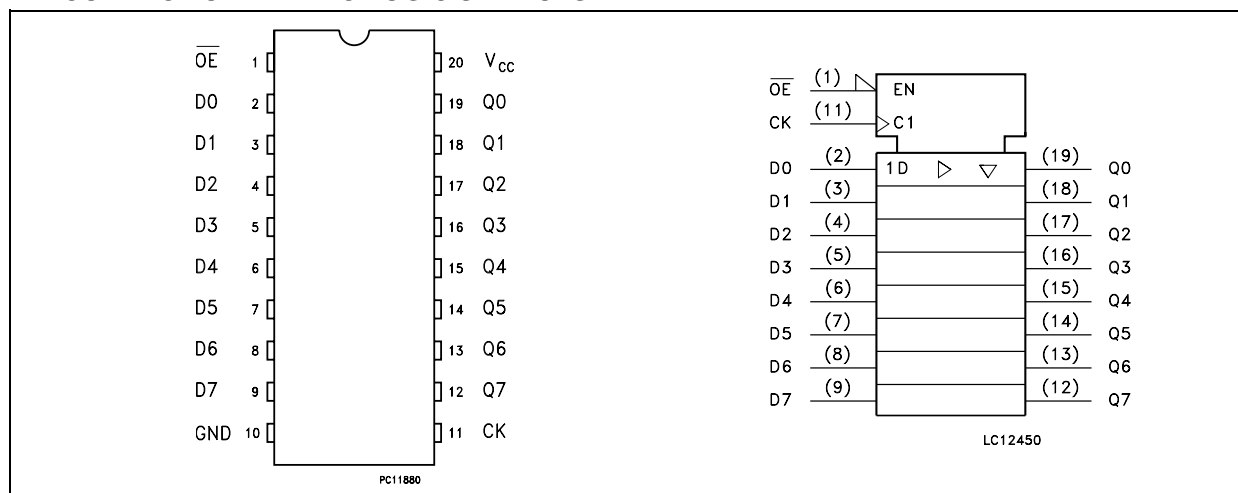 OE 1 20 VCC
D0 2 19 Q0
D1 3 18 Q1
D2 4 17 Q2
D3 5 16 Q3
D4 6 15 Q4
D5 7 14 Q5
D6 8 13 Q6
D7 9 12 Q7
GND 10 11 CK
PC11880
OE (1) EN
CK (11) C1
D0 (2) 1D (19) Q0
D1 (3) (18) Q1
D2 (4) (17) Q2
D3 (5) (16) Q3
D4 (6) (15) Q4
D5 (7) (14) Q5
D6 (8) (13) Q6
D7 (9) (12) Q7
LC12450